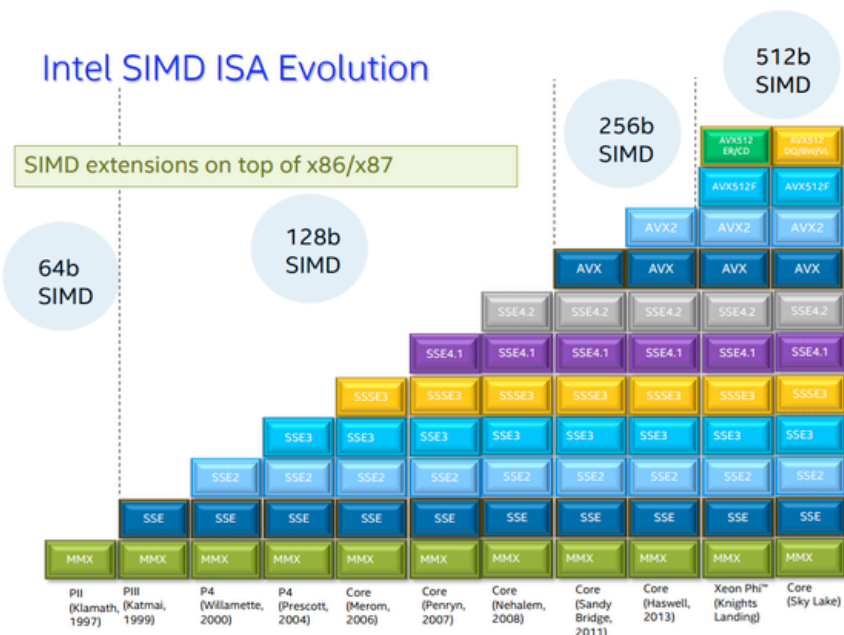 Intel SIMD ISA Evolution
512b
SIMD
256b
SIMD
SIMD extensions on top of x86/x87
128b
SIMD
64b
SIMD
AVX512
ER/CD
AVX512
DQ/BW/VL
AVX512F AVX512F
AVX2 AVX2 AVX2
AVX AVX AVX AVX
SSE4.2 SSE4.2 SSE4.2 SSE4.2 SSE4.2
SSE4.1 SSE4.1 SSE4.1 SSE4.1 SSE4.1 SSE4.1
SSSE3 SSSE3 SSSE3 SSSE3 SSSE3 SSSE3 SSSE3
SSE3 SSE3 SSE3 SSE3 SSE3 SSE3 SSE3 SSE3
SSE2 SSE2 SSE2 SSE2 SSE2 SSE2 SSE2 SSE2 SSE2
SSE SSE SSE SSE SSE SSE SSE SSE SSE SSE
MMX MMX MMX MMX MMX MMX MMX MMX MMX MMX MMX
PII
(Klamath,
1997)
PIII
(Katmai,
1999)
P4
(Willamette,
2000)
P4
(Prescott,
2004)
Core
(Merom,
2006)
Core
(Penryn,
2007)
Core
(Nehalem,
2008)
Core
(Sandy
Bridge,
2011)
Core
(Haswell,
2013)
Xeon Phi™
(Knights
Landing)
Core
(Sky Lake)